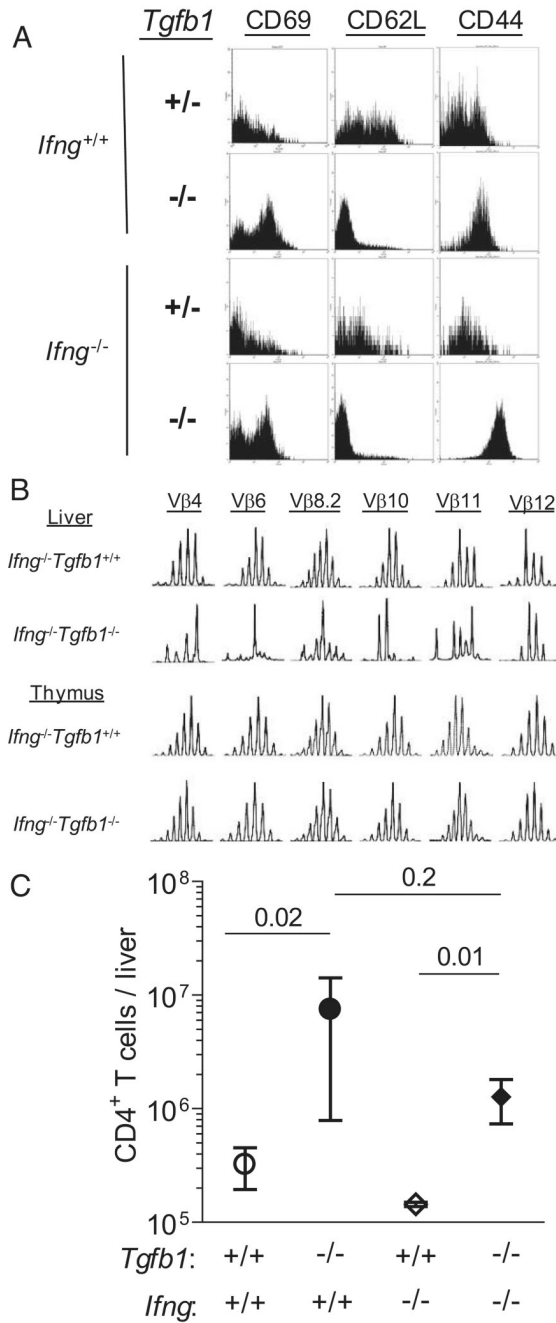 A
Tgfb1 CD69 CD62L CD44
Ifng+/+
+/-
-/-
Ifng-/-
+/-
-/-
B
Vβ4 Vβ6 Vβ8.2 Vβ10 Vβ11 Vβ12
Liver
Ifng-/-Tgfb1+/+
Ifng-/-Tgfb1-/-
Thymus
Ifng-/-Tgfb1+/+
Ifng-/-Tgfb1-/-
C
CD4+ T cells / liver
10^8
10^7
10^6
10^5
0.2
0.02
0.01
Tgfb1: +/+ -/- +/+ -/-
Ifng: +/+ +/+ -/- -/-